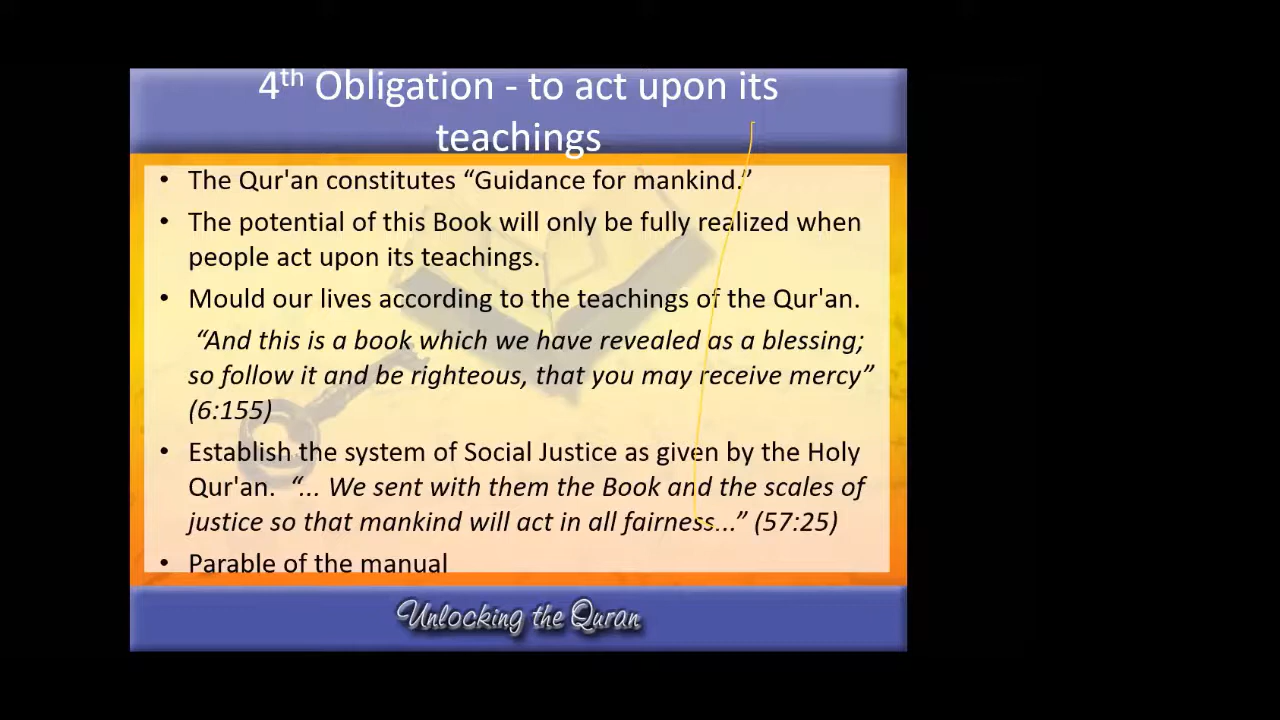 4th Obligation - to act upon its
teachings
• The Qur'an constitutes “Guidance for mankind.”
• The potential of this Book will only be fully realized when
people act upon its teachings.
• Mould our lives according to the teachings of the Qur'an.
“And this is a book which we have revealed as a blessing;
so follow it and be righteous, that you may receive mercy”
(6:155)
• Establish the system of Social Justice as given by the Holy
Qur'an. “... We sent with them the Book and the scales of
justice so that mankind will act in all fairness...” (57:25)
• Parable of the manual
Unlocking the Quran